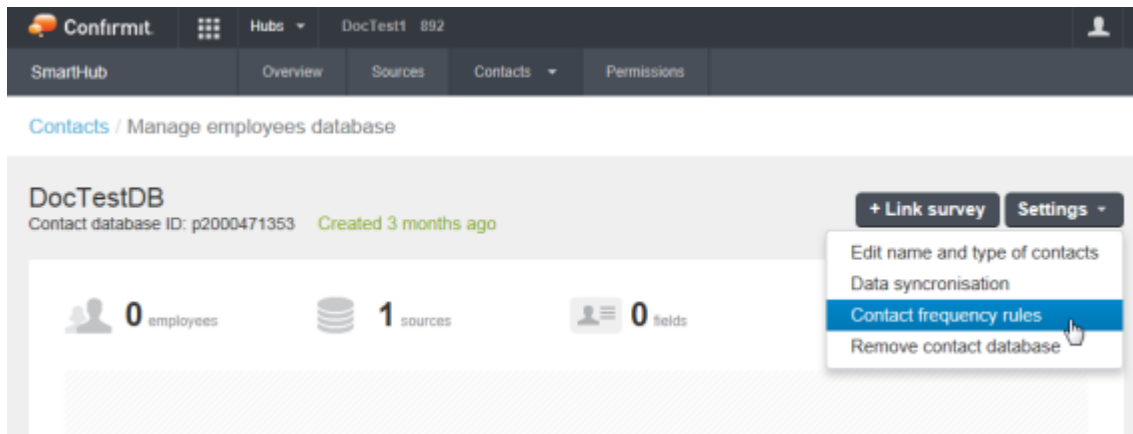 Confirmit. Hubs DocTest1 892
SmartHub Overview Sources Contacts Permissions
Contacts / Manage employees database
DocTestDB
Contact database ID: p2000471353 Created 3 months ago
+ Link survey Settings
Edit name and type of contacts
Data syncronisation
Contact frequency rules
Remove contact database
0 employees 1 sources 0 fields